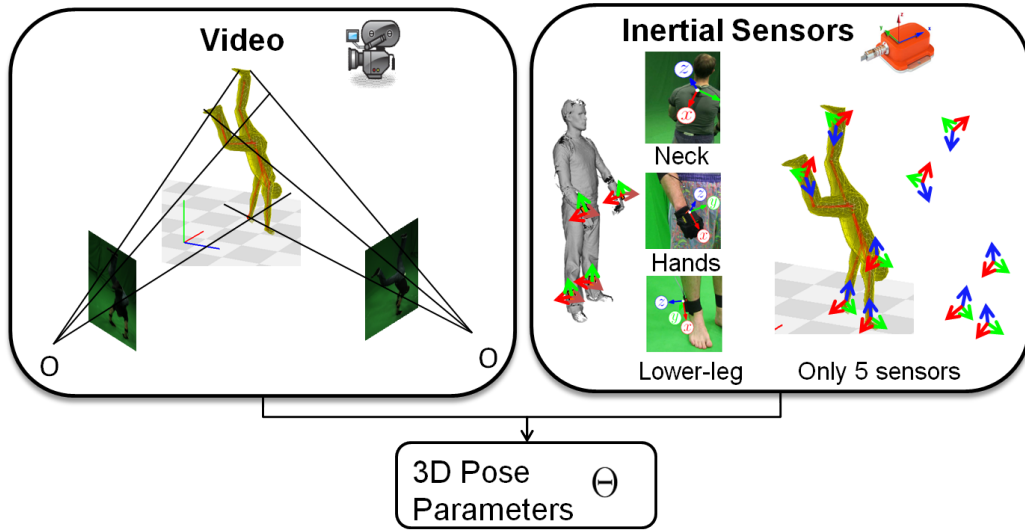 Video
O
O
Inertial Sensors
z
x
y
z
x
Neck
z
y
x
Hands
z
y
x
Lower-leg
Only 5 sensors
3D Pose
Parameters
Θ